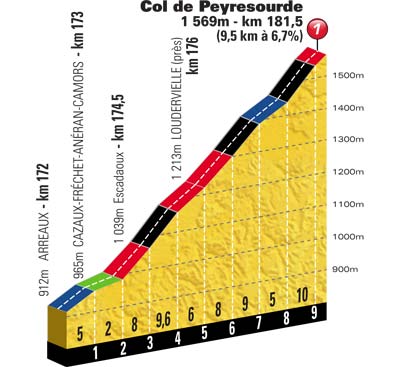 Col de Peyresourde
1 569m - km 181,5
(9,5 km à 6,7%)
1
912m ARREAUX - km 172
965m CAZAUX-FRÉCHET-ANÉRAN-CAMORS - km 173
1 039m Escadaoux - km 174,5
1 213m LOUDERVIELLE (près)
km 176
1500m
1400m
1300m
1200m
1100m
1000m
900m
5 2 8 9,6 6 8 9 5 10
1 2 3 4 5 6 7 8 9